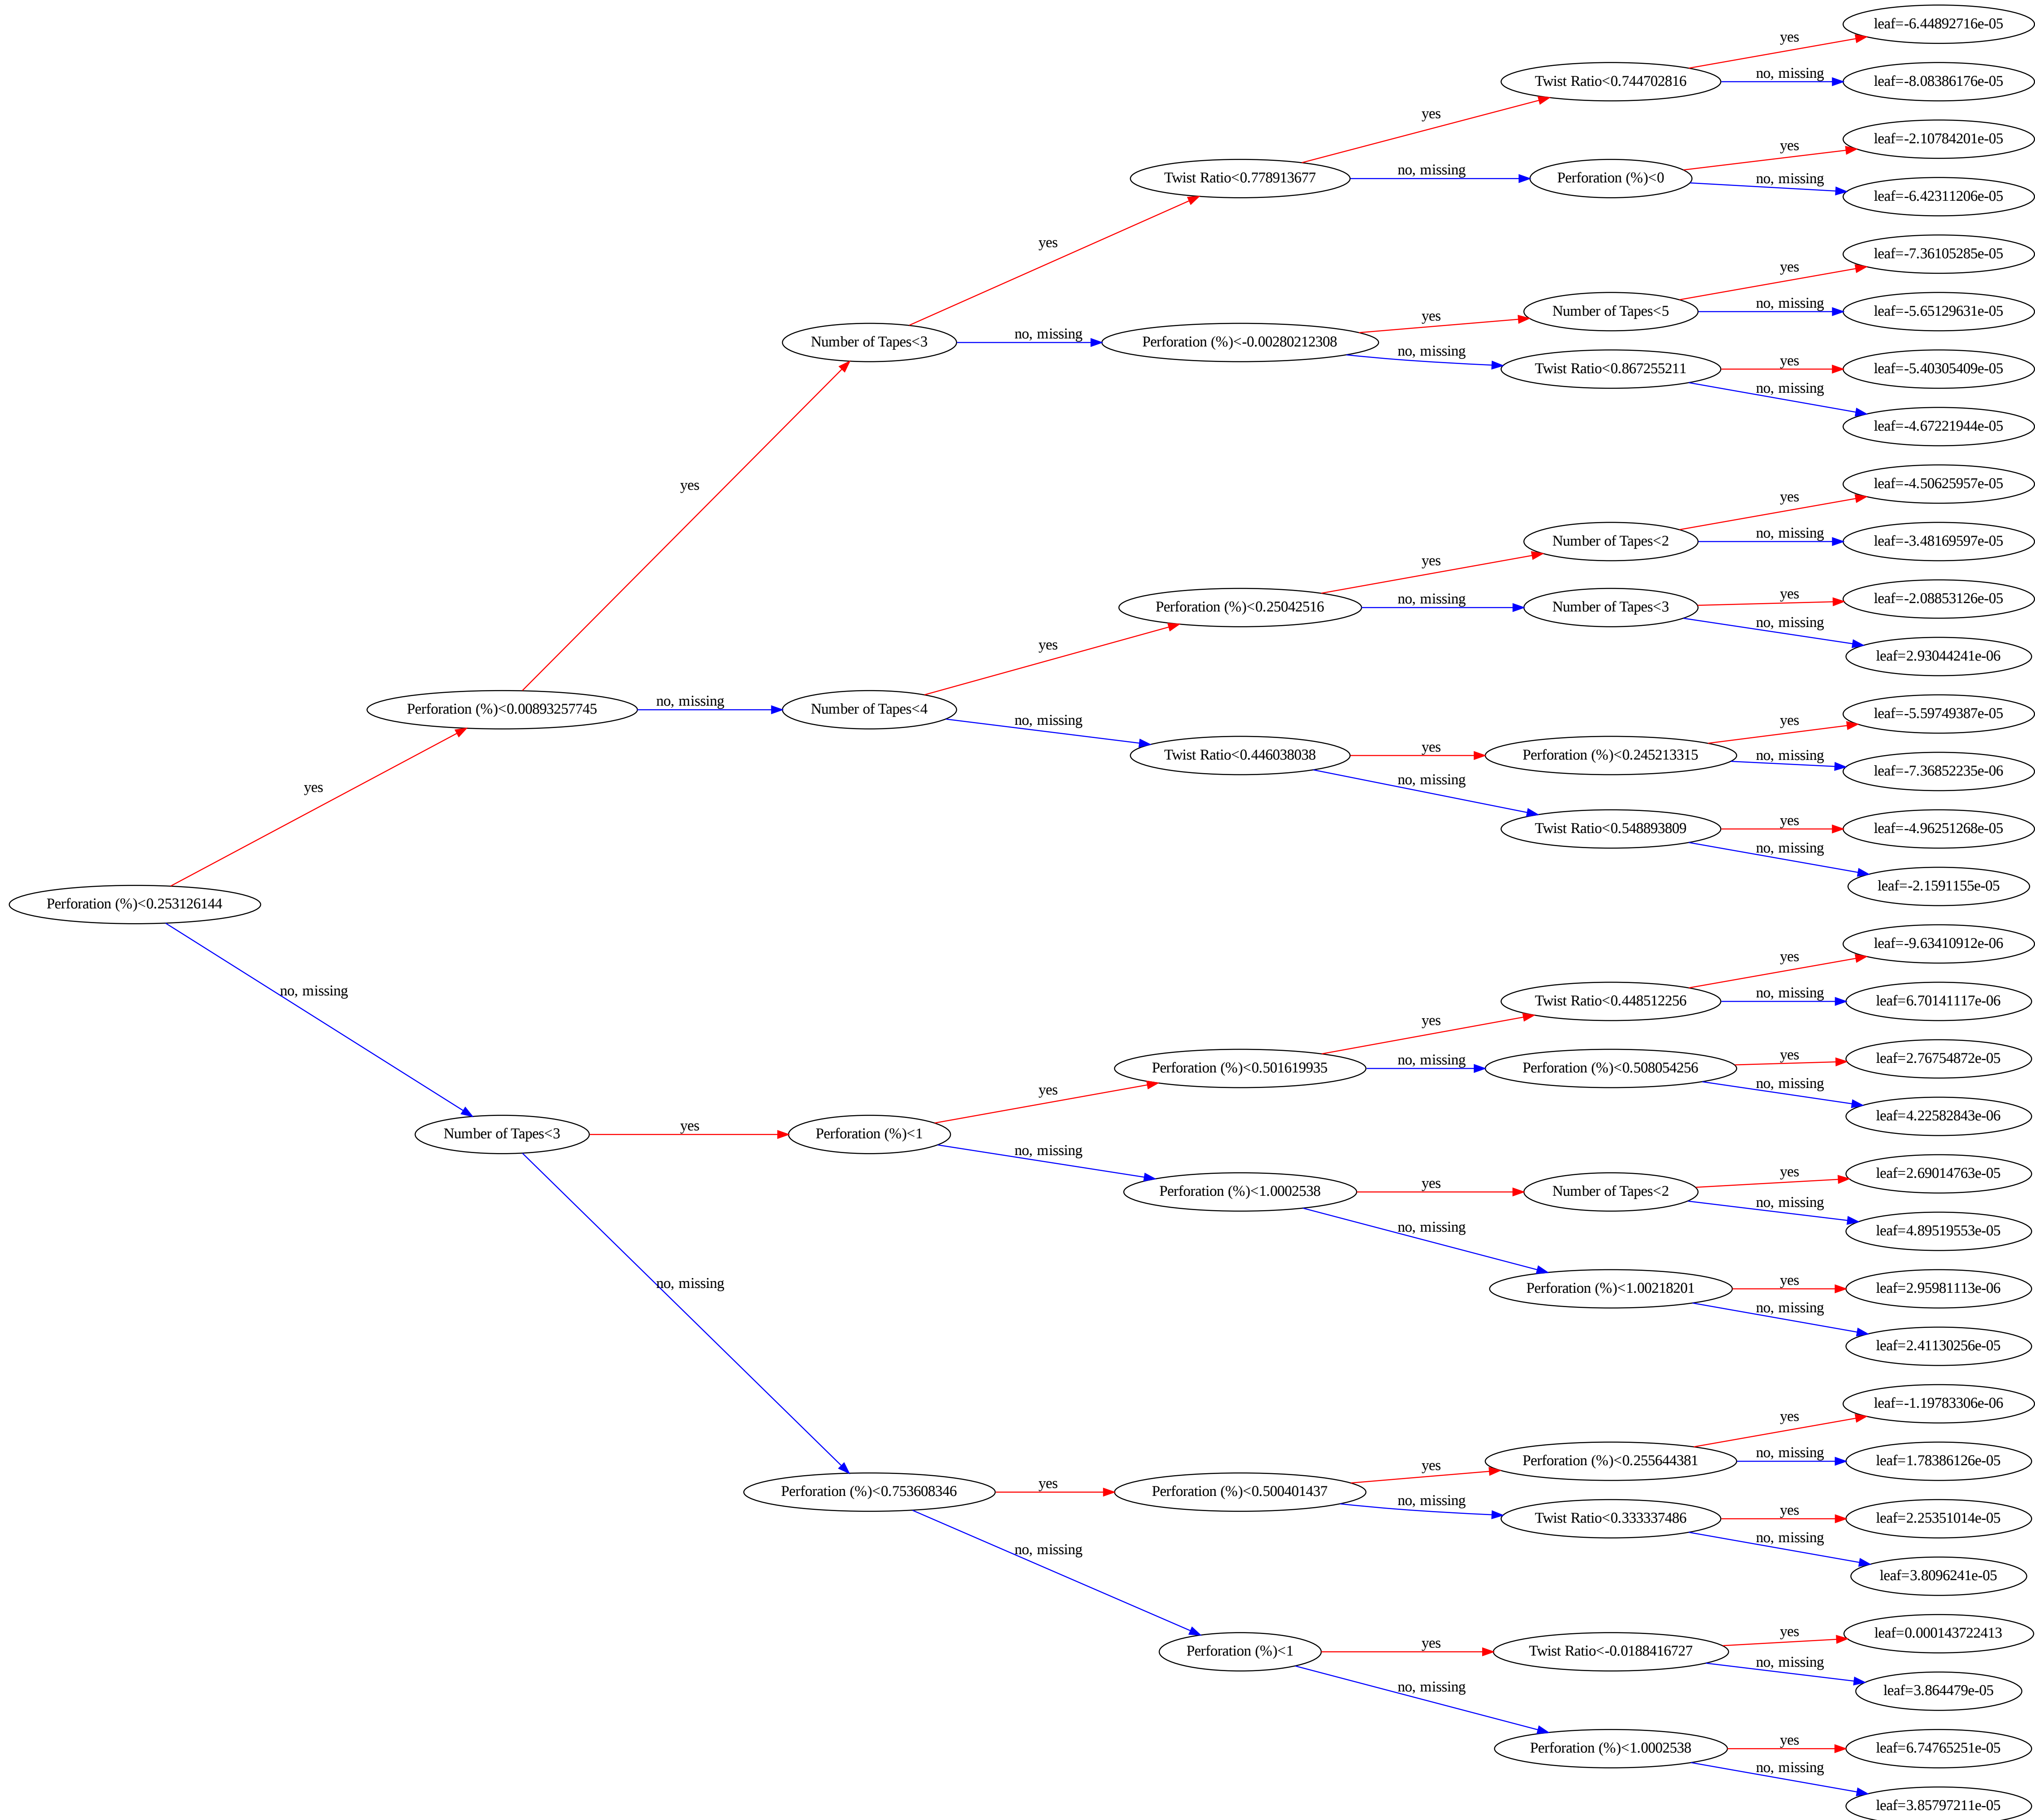 leaf=-6.44892716e-05
yes
Twist Ratio<0.744702816
no, missing
leaf=-8.08386176e-05
yes
leaf=-2.10784201e-05
yes
Twist Ratio<0.778913677
no, missing
Perforation (%)<0
no, missing
leaf=-6.42311206e-05
yes
leaf=-7.36105285e-05
yes
Number of Tapes<5
no, missing
leaf=-5.65129631e-05
yes
Number of Tapes<3
no, missing
Perforation (%)<-0.00280212308
no, missing
Twist Ratio<0.867255211
yes
leaf=-5.40305409e-05
no, missing
leaf=-4.67221944e-05
yes
leaf=-4.50625957e-05
yes
Number of Tapes<2
no, missing
leaf=-3.48169597e-05
yes
leaf=-2.08853126e-05
yes
Perforation (%)<0.25042516
no, missing
Number of Tapes<3
no, missing
leaf=2.93044241e-06
yes
Perforation (%)<0.00893257745
no, missing
Number of Tapes<4
yes
leaf=-5.59749387e-05
no, missing
Twist Ratio<0.446038038
yes
Perforation (%)<0.245213315
no, missing
leaf=-7.36852235e-06
no, missing
Twist Ratio<0.548893809
yes
leaf=-4.96251268e-05
no, missing
leaf=-2.1591155e-05
yes
Perforation (%)<0.253126144
no, missing
leaf=-9.63410912e-06
yes
Twist Ratio<0.448512256
no, missing
leaf=6.70141117e-06
yes
leaf=2.76754872e-05
yes
Perforation (%)<0.501619935
no, missing
Perforation (%)<0.508054256
no, missing
leaf=4.22582843e-06
yes
Number of Tapes<3
yes
Perforation (%)<1
no, missing
leaf=2.69014763e-05
yes
Perforation (%)<1.0002538
yes
Number of Tapes<2
no, missing
leaf=4.89519553e-05
no, missing
Perforation (%)<1.00218201
yes
leaf=2.95981113e-06
no, missing
leaf=2.41130256e-05
no, missing
leaf=-1.19783306e-06
yes
Perforation (%)<0.255644381
no, missing
leaf=1.78386126e-05
yes
Perforation (%)<0.753608346
yes
Perforation (%)<0.500401437
no, missing
Twist Ratio<0.333337486
yes
leaf=2.25351014e-05
no, missing
leaf=3.8096241e-05
no, missing
leaf=0.000143722413
yes
Perforation (%)<1
yes
Twist Ratio<-0.0188416727
no, missing
leaf=3.864479e-05
no, missing
Perforation (%)<1.0002538
yes
leaf=6.74765251e-05
no, missing
leaf=3.85797211e-05